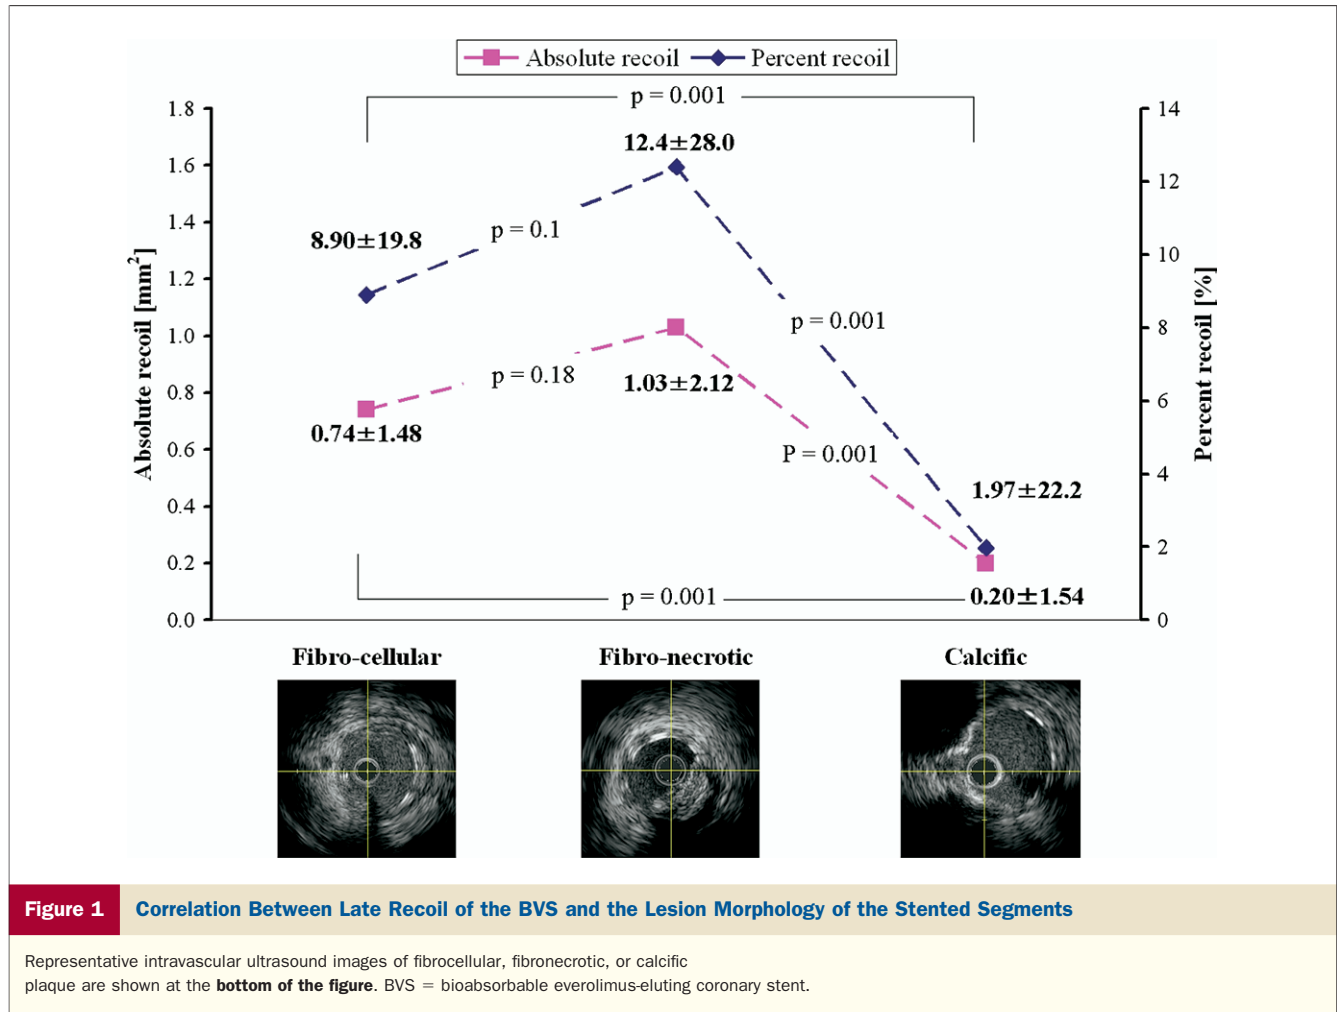 Absolute recoil Percent recoil
p = 0.001
1.8 14
12.4±28.0
1.6
12
1.4
p = 0.1
8.90±19.8
10
1.2
p = 0.001
1.0
8
Absolute recoil [mm²]
Percent recoil [%]
p = 0.18
1.03±2.12
0.8
6
0.74±1.48
0.6
P = 0.001
4
1.97±22.2
0.4
0.2
2
p = 0.001
0.20±1.54
0.0 0
Fibro-cellular Fibro-necrotic Calcific
Figure 1 Correlation Between Late Recoil of the BVS and the Lesion Morphology of the Stented Segments
Representative intravascular ultrasound images of fibrocellular, fibronecrotic, or calcific
plaque are shown at the bottom of the figure. BVS = bioabsorbable everolimus-eluting coronary stent.